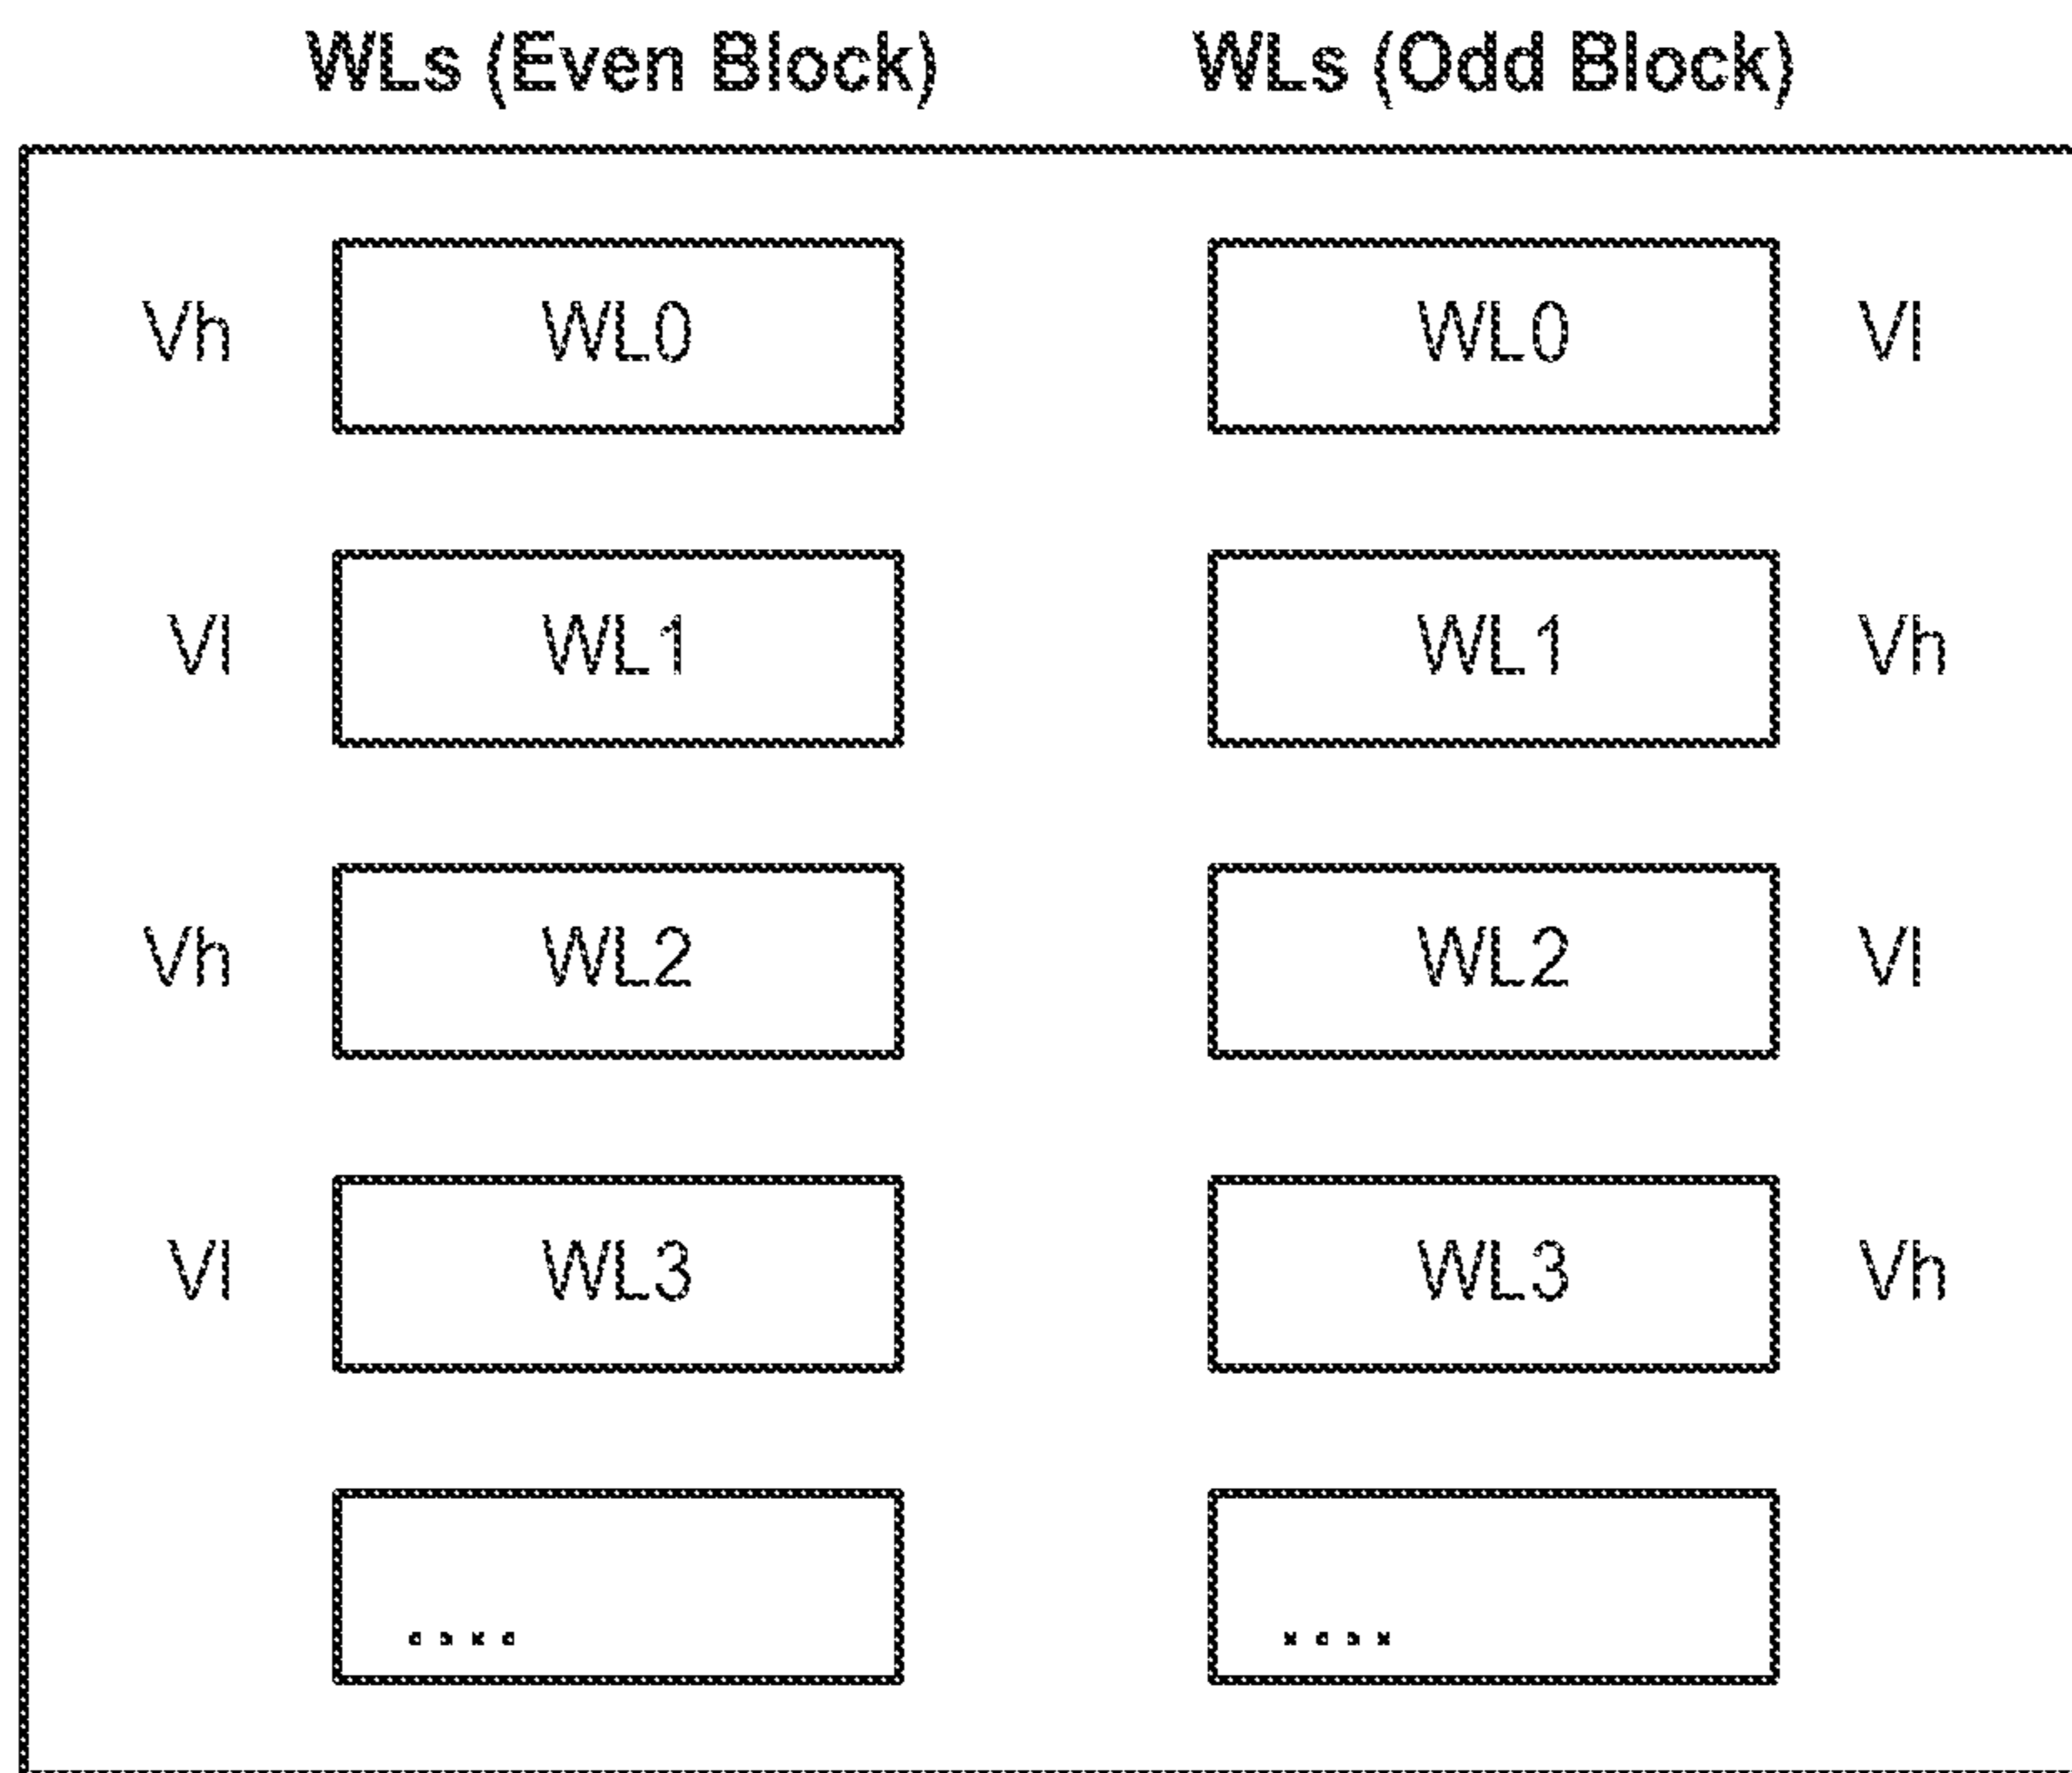 WLs (Even Block) WLs (Odd Block)
Vh WL0 WL0 Vl
Vl WL1 WL1 Vh
Vh WL2 WL2 Vl
Vl WL3 WL3 Vh
.... ....